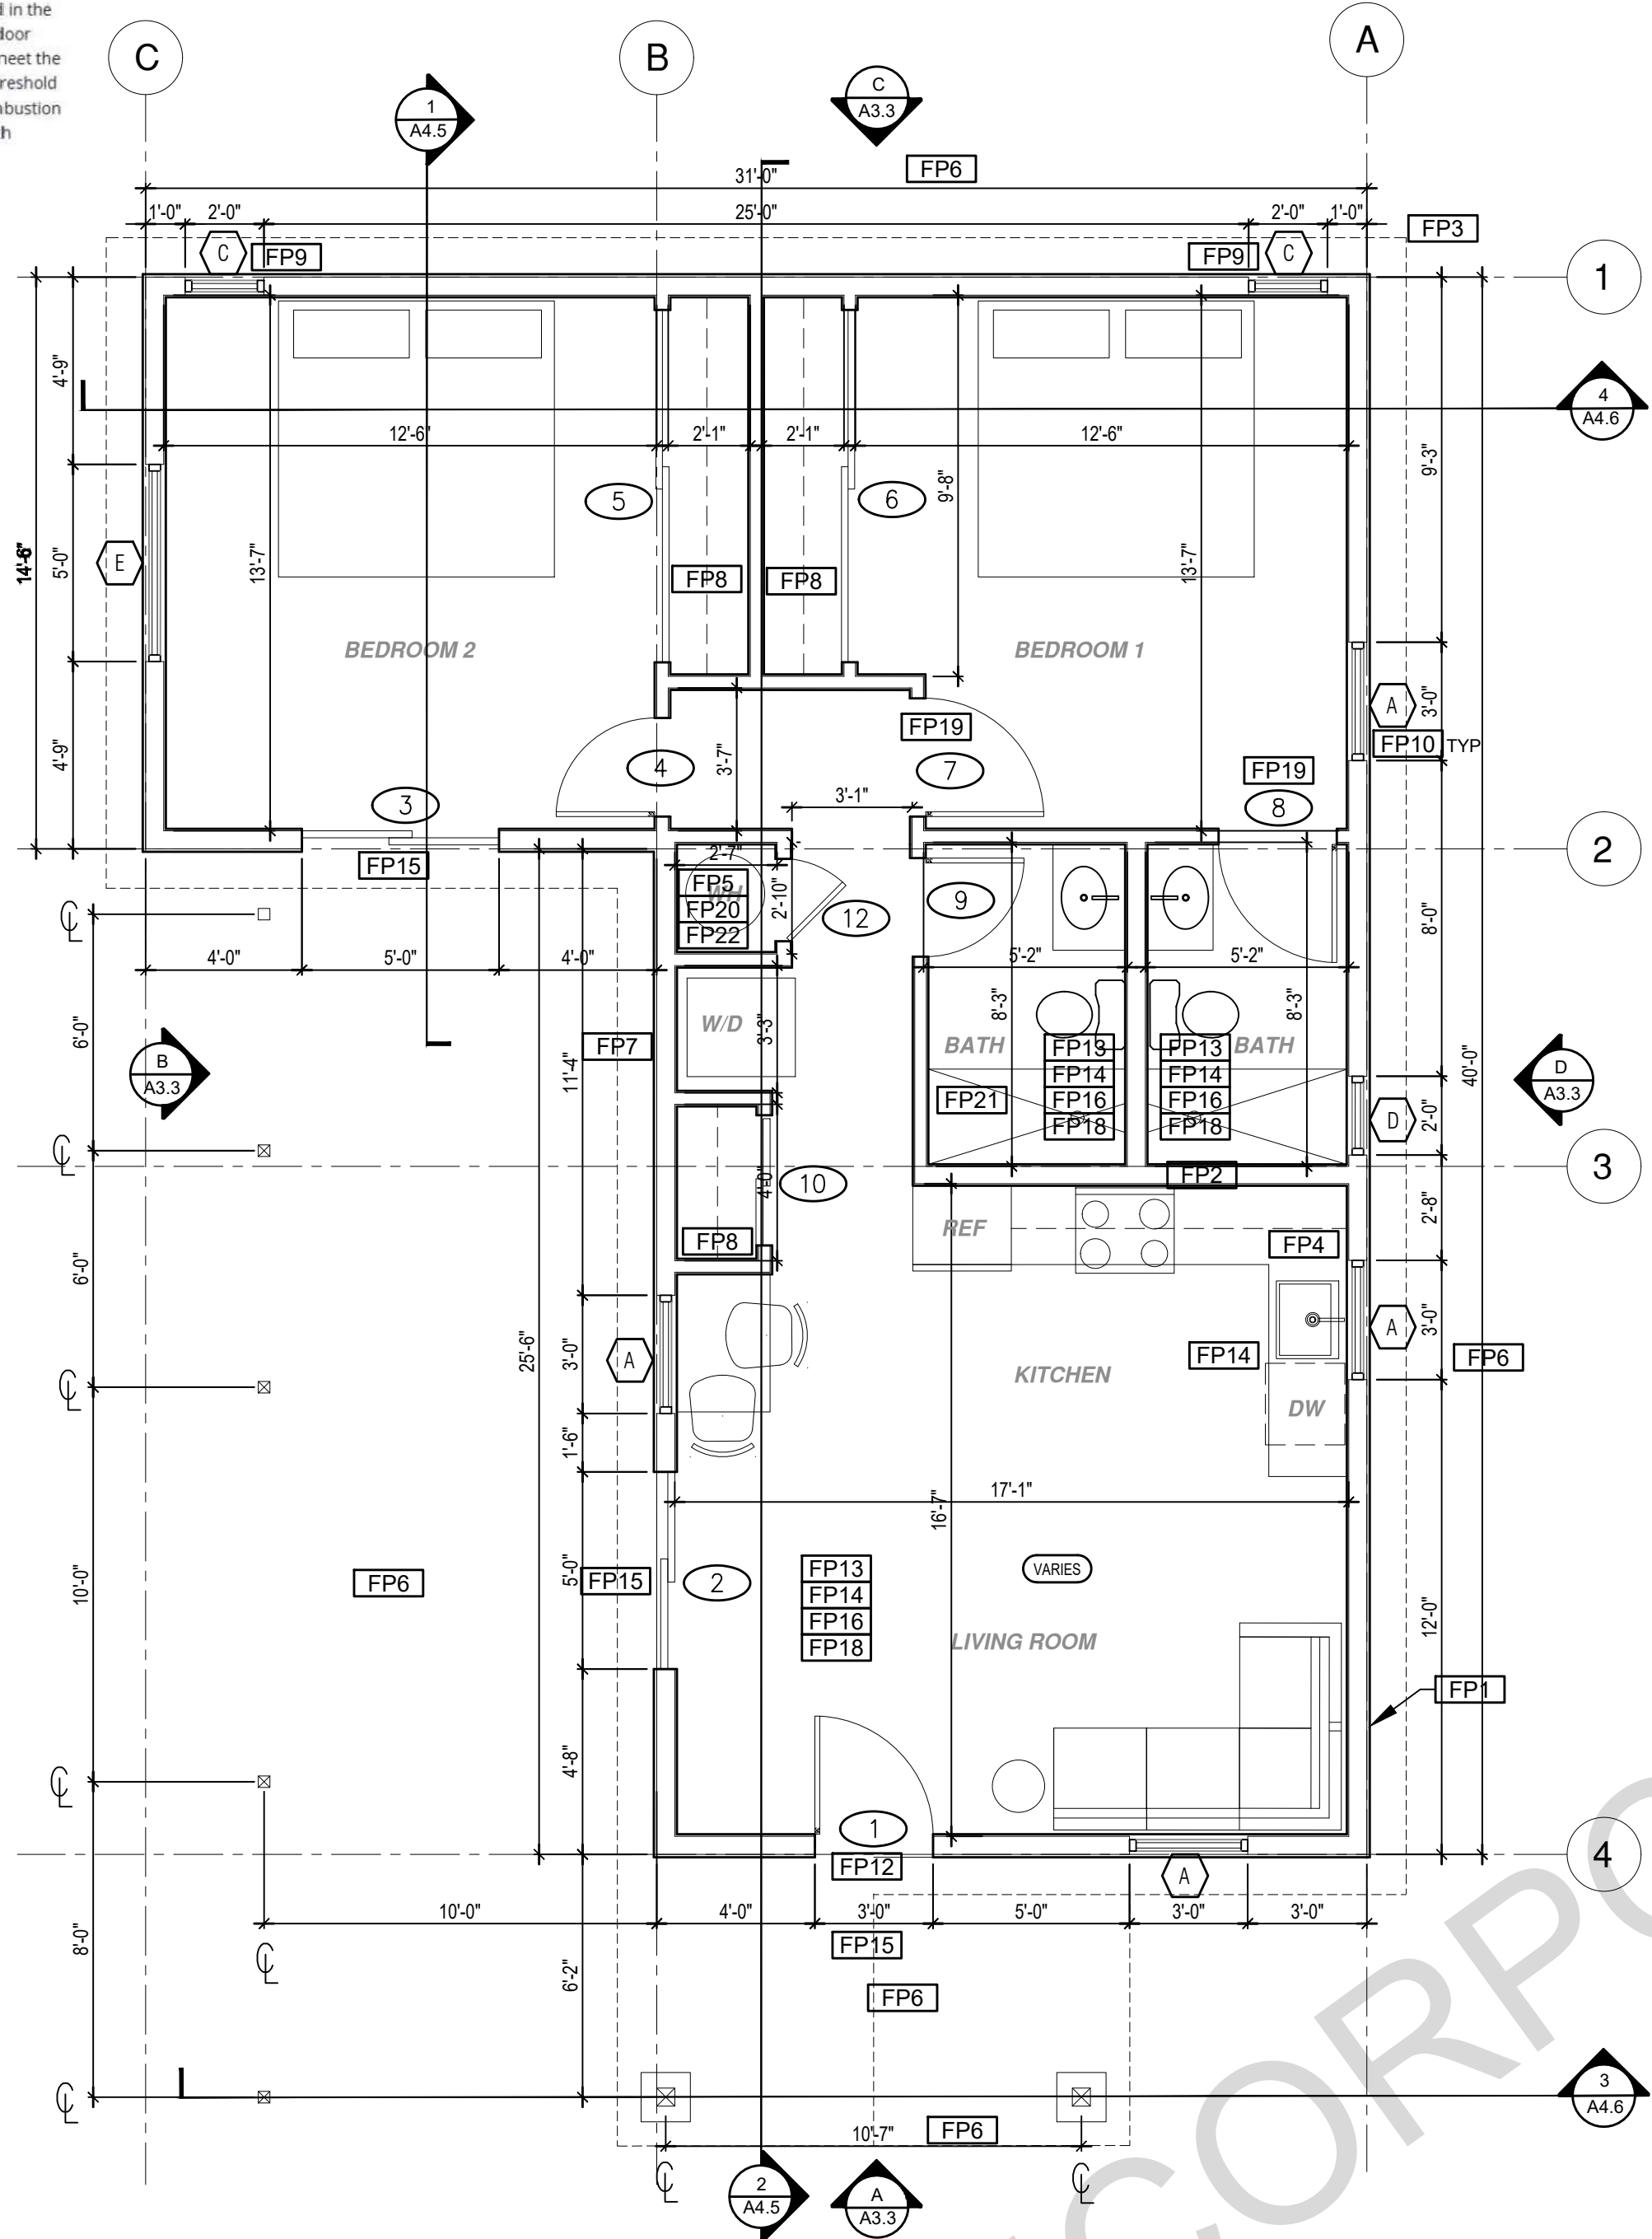 d in the
door
neet the
reshold
nbustion
th
C
B
A
1
A4.5
C
A3.3
FP6
31'-0"
1'-0"
2'-0"
25'-0"
2'-0"
1'-0"
FP3
C
FP9
FP9
C
1
4'-9"
4
A4.6
12'-6"
2'-1"
2'-1"
12'-6"
9'-3"
5
6
9'-8"
14'-6"
5'-0"
E
13'-7"
13'-7"
FP8
FP8
BEDROOM 2
BEDROOM 1
A
3'-0"
FP19
FP10 TYP
4'-9"
4
3'-7"
7
FP19
3'-1"
3
8
FP15
2
2'-7"
FP5
WH
FP20
FP22
2'-10"
12
9
8'-0"
4'-0"
5'-0"
4'-0"
5'-2"
5'-2"
6'-0"
W/D
3'-3"
8'-3"
8'-3"
FP7
11'-4"
BATH
FP13
FP14
FP16
FP18
FP13
FP14
FP16
FP18
BATH
FP21
B
A3.3
D
A3.3
40'-0"
D
2'-0"
3
4'-0"
10
FP2
2'-8"
REF
FP8
FP4
6'-0"
25'-6"
3'-0"
A
A
3'-0"
FP14
FP6
KITCHEN
DW
1'-6"
17'-1"
16'-7"
10'-0"
FP6
5'-0"
FP15
2
FP13
FP14
FP16
FP18
VARIES
LIVING ROOM
12'-0"
FP1
4'-8"
1
FP12
A
4
10'-0"
4'-0"
3'-0"
5'-0"
3'-0"
3'-0"
8'-0"
FP15
6'-2"
FP6
3
A4.6
10'-7"
FP6
2
A4.5
A
A3.3
CORPO